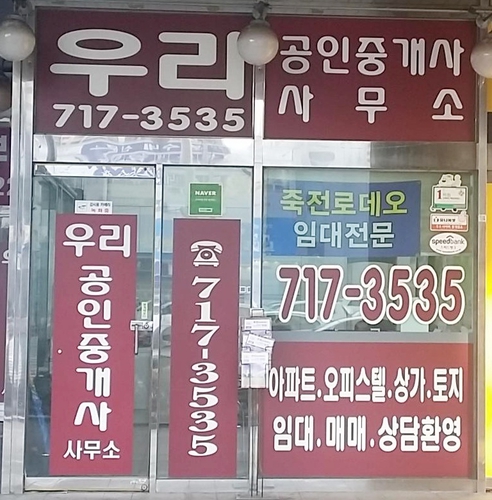 우리
717-3535
공인중개사
사무소
NAVER
죽전로데오
임대전문
speedbank
717-3535
우리
공인중개사
사무소
☎717-3535
아파트.오피스텔.상가.토지
임대.매매.상담환영